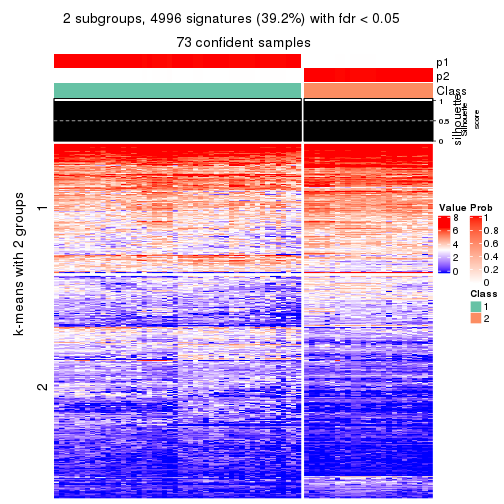 2 subgroups, 4996 signatures (39.2%) with fdr < 0.05
73 confident samples
p1
p2
Class
1
0.5
0
silhouette
Silhouette
score
k-means with 2 groups
1
2
Value
8
6
4
2
0
Prob
1
0.8
0.6
0.4
0.2
0
Class
1
2